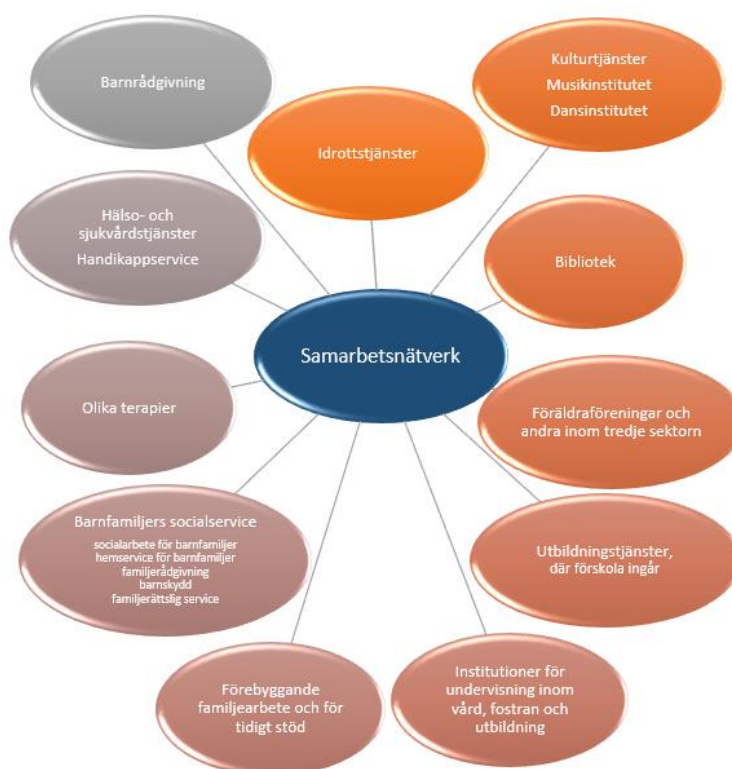 Barnrådgivning
Kulturtjänster
Musikinstitutet
Dansinstitutet
Idrottstjänster
Hälso- och
sjukvårdstjänster
Handikappservice
Bibliotek
Samarbetsnätverk
Olika terapier
Föräldraföreningar och
andra inom tredje sektorn
Barnfamiljers socialservice
socialarbete för barnfamiljer
hemservice för barnfamiljer
familjerådgivning
barnskydd
familjerättslig service
Utbildningstjänster,
där förskola ingår
Förebyggande
familjearbete och för
tidigt stöd
Institutioner för
undervisning inom
vård, fostran och
utbildning